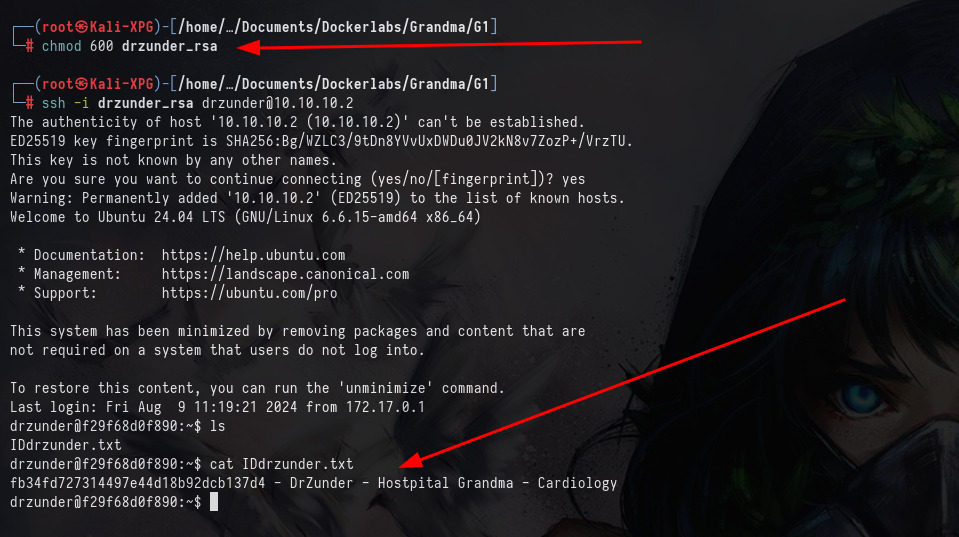 ┌──(root㉿Kali-XPG)-[/home/…/Documents/Dockerlabs/Grandma/G1]
└─# chmod 600 drzunder_rsa
┌──(root㉿Kali-XPG)-[/home/…/Documents/Dockerlabs/Grandma/G1]
└─# ssh -i drzunder_rsa drzunder@10.10.10.2
The authenticity of host '10.10.10.2 (10.10.10.2)' can't be established.
ED25519 key fingerprint is SHA256:Bg/WZLC3/9tDn8YVvUxDWDu0JV2kN8v7ZozP+/VrzTU.
This key is not known by any other names.
Are you sure you want to continue connecting (yes/no/[fingerprint])? yes
Warning: Permanently added '10.10.10.2' (ED25519) to the list of known hosts.
Welcome to Ubuntu 24.04 LTS (GNU/Linux 6.6.15-amd64 x86_64)
* Documentation:  https://help.ubuntu.com
* Management:     https://landscape.canonical.com
* Support:        https://ubuntu.com/pro
This system has been minimized by removing packages and content that are
not required on a system that users do not log into.
To restore this content, you can run the 'unminimize' command.
Last login: Fri Aug  9 11:19:21 2024 from 172.17.0.1
drzunder@f29f68d0f890:~$ ls
IDdrzunder.txt
drzunder@f29f68d0f890:~$ cat IDdrzunder.txt
fb34fd727314497e44d18b92dcb137d4 - DrZunder - Hostpital Grandma - Cardiology
drzunder@f29f68d0f890:~$